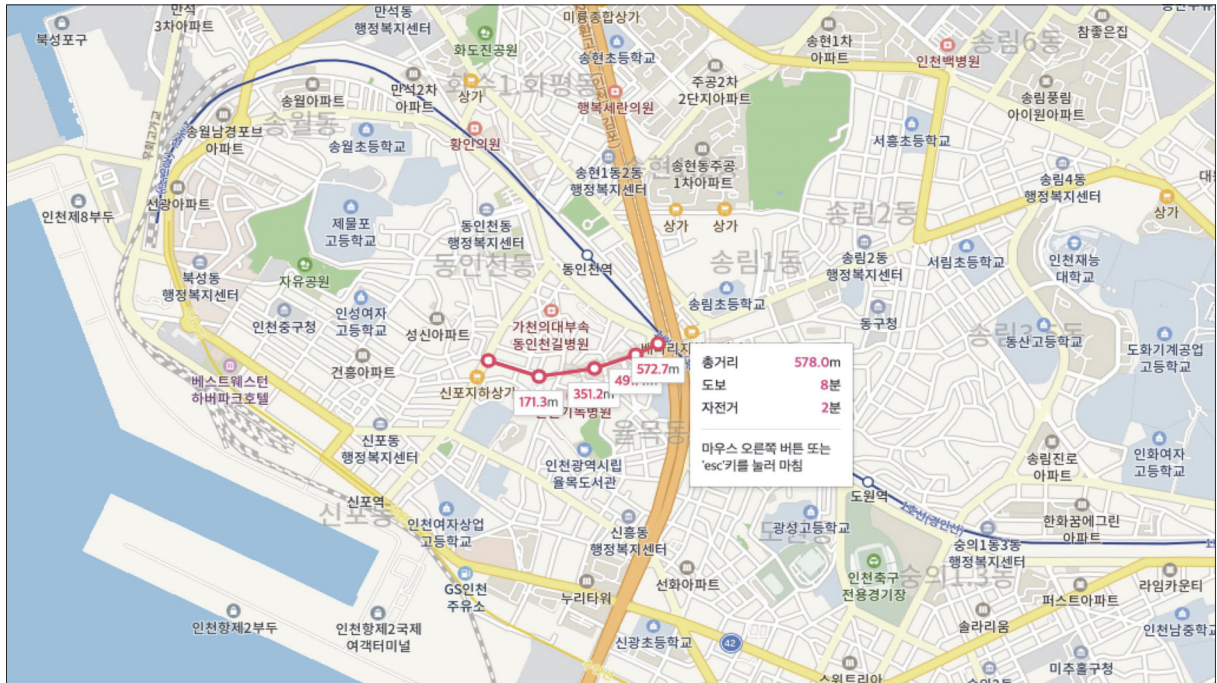 만석
3차아파트
북성포구
만석동
행정복지센터
미륭종합상가
화도진공원
송현초등학교
송현1차
아파트
참좋은집
송림6동
인천백병원
주공2차
2단지아파트
만석2차
아파트
상가
화수1,화평동
행복세란의원
송림풍림
아이원아파트
송월아파트
송월동
송월남경포브
아파트
송월초등학교
황인의원
서흥초등학교
송현1동2동
행정복지센터
송현동주공
1차아파트
송림4동
행정복지센터
선광아파트
인천제8부두
제물포
고등학교
동인천동
행정복지센터
상가
상가
송림2동
상가
송림2동
행정복지센터
서림초등학교
인천재능
대학교
동인천역
동인천동
송림1동
북성동
행정복지센터
자유공원
송림초등학교
인성여자
고등학교
인천중구청
성신아파트
가천의대부속
동인천길병원
동구청
동산고등학교
도화기계공업
고등학교
건흥아파트
베스트웨스턴
하버파크호텔
신포지하상가
171.3m
351.2m
572.7m
총거리 578.0m
도보 8분
자전거 2분
마우스 오른쪽 버튼 또는
'esc'키를 눌러 마침
율목동
신포동
행정복지센터
인천광역시립
율목도서관
송림진로
아파트
인화여자
고등학교
신포역
신포동
도원역
1호선(경인선)
인천여자상업
고등학교
신흥동
행정복지센터
광성고등학교
도원동
한화꿈에그린
아파트
숭의1동3동
행정복지센터
숭의1.3동
인천축구
전용경기장
GS인천
주유소
누리타워
선화아파트
퍼스트아파트
라임카운티
인천항제2부두
인천항제2국제
여객터미널
신광초등학교
42
솔라리움
인천남중학교
미추홀구청
스위트리아